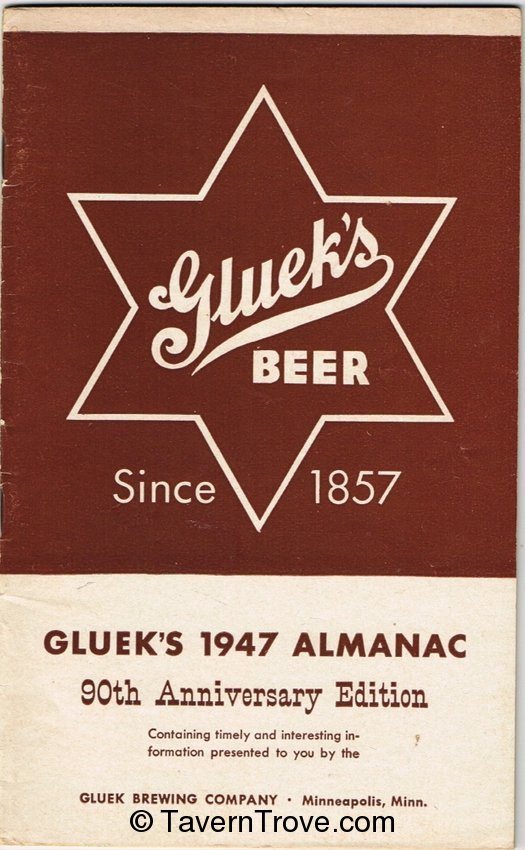 Gluek's
BEER
Since 1857
GLUEK'S 1947 ALMANAC
90th Anniversary Edition
Containing timely and interesting in-
formation presented to you by the
GLUEK BREWING COMPANY · Minneapolis, Minn.
© TavernTrove.com